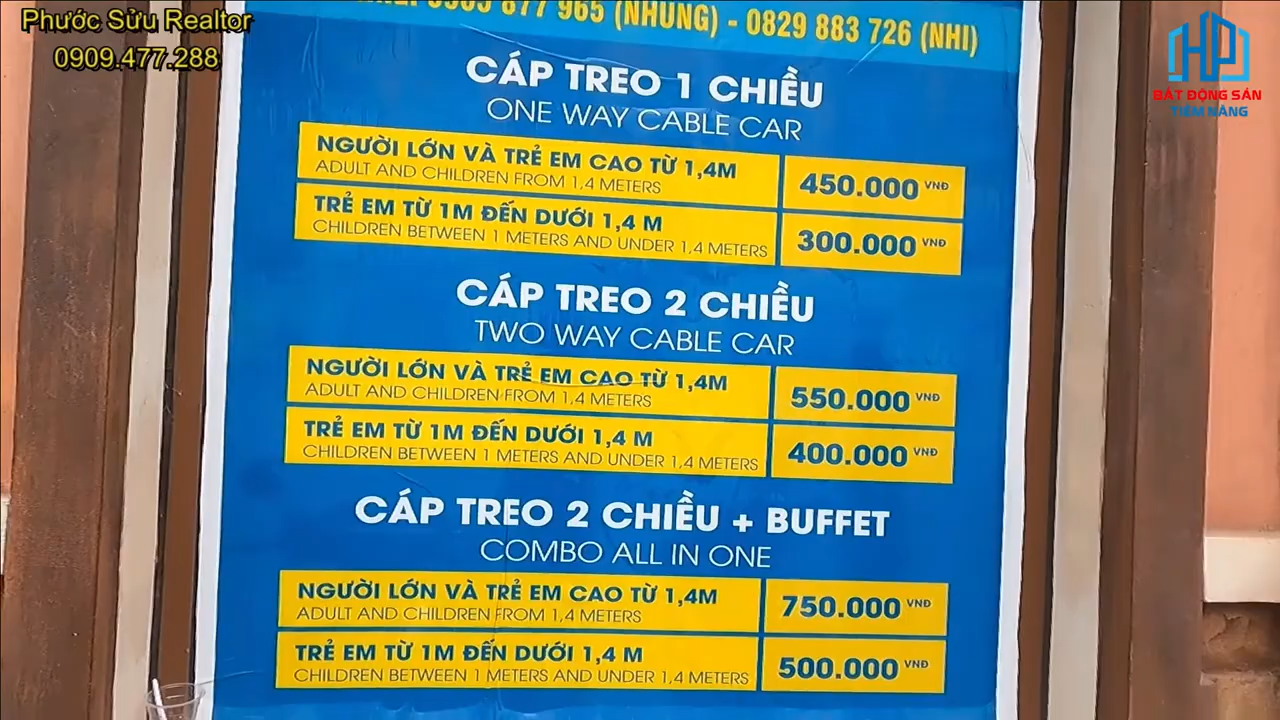 Phước Sửu Realtor
0909.477.288
877 965 (NHUNG) - 0829 883 726 (NHI)
BẤT ĐỘNG SẢN
TIỀM NĂNG
CÁP TREO 1 CHIỀU
ONE WAY CABLE CAR
NGƯỜI LỚN VÀ TRẺ EM CAO TỪ 1,4M
ADULT AND CHILDREN FROM 1,4 METERS
450.000 VNĐ
TRẺ EM TỪ 1M ĐẾN DƯỚI 1,4 M
CHILDREN BETWEEN 1 METERS AND UNDER 1,4 METERS
300.000 VNĐ
CÁP TREO 2 CHIỀU
TWO WAY CABLE CAR
NGƯỜI LỚN VÀ TRẺ EM CAO TỪ 1,4M
ADULT AND CHILDREN FROM 1,4 METERS
550.000 VNĐ
TRẺ EM TỪ 1M ĐẾN DƯỚI 1,4 M
CHILDREN BETWEEN 1 METERS AND UNDER 1,4 METERS
400.000 VNĐ
CÁP TREO 2 CHIỀU + BUFFET
COMBO ALL IN ONE
NGƯỜI LỚN VÀ TRẺ EM CAO TỪ 1,4M
ADULT AND CHILDREN FROM 1,4 METERS
750.000 VNĐ
TRẺ EM TỪ 1M ĐẾN DƯỚI 1,4 M
CHILDREN BETWEEN 1 METERS AND UNDER 1,4 METERS
500.000 VNĐ